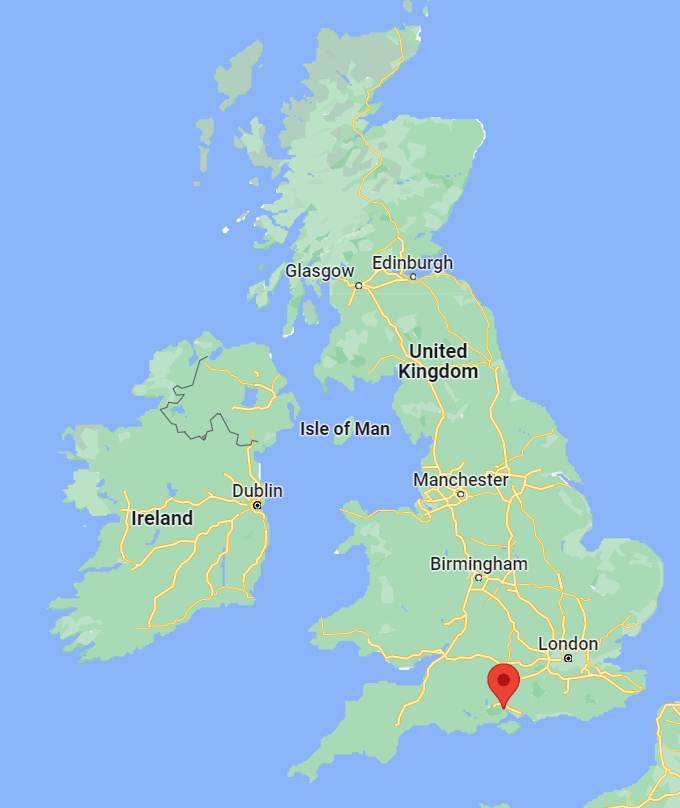 Glasgow
Edinburgh
United
Kingdom
Isle of Man
Manchester
Dublin
Ireland
Birmingham
London